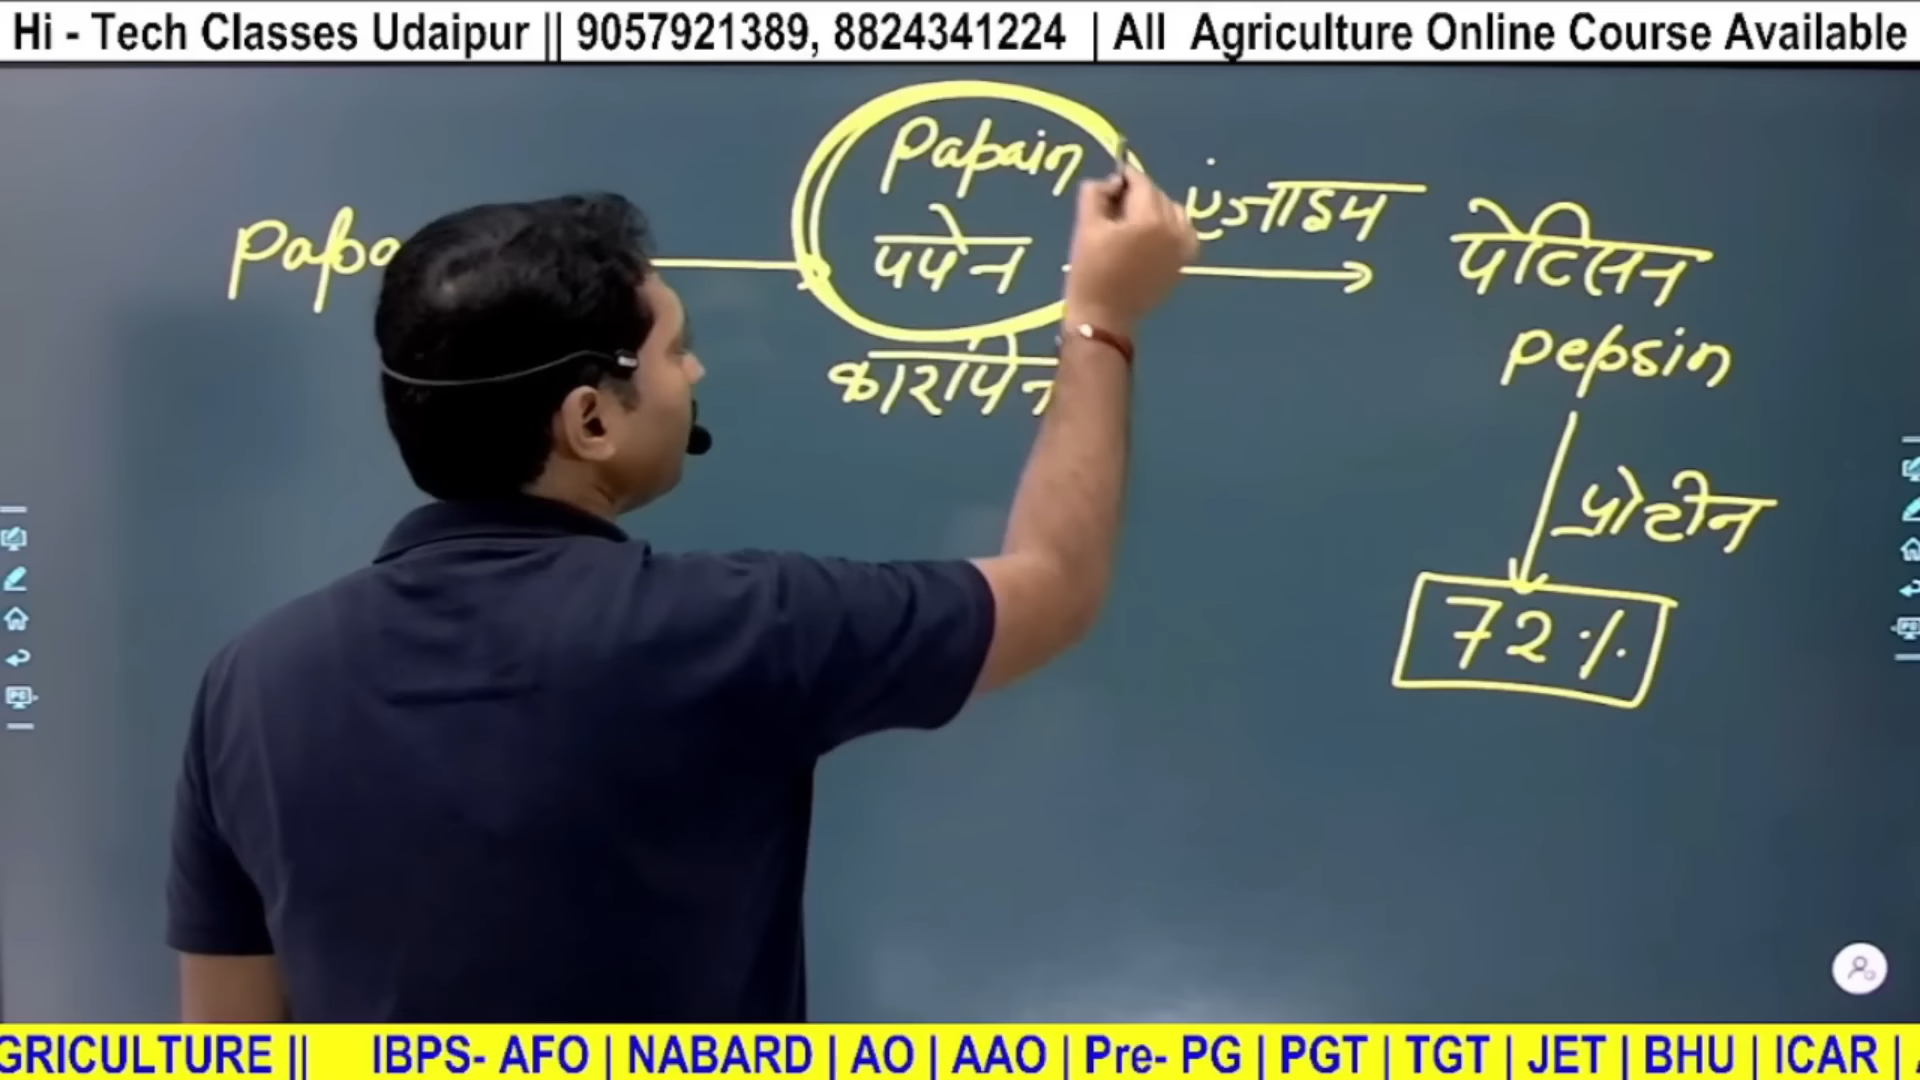 Hi - Tech Classes Udaipur || 9057921389, 8824341224 | All Agriculture Online Course Available
Papain
एंजाइम
पपेन
पेटिसन
कारपिन
pepsin
प्रोटीन
72%
GRICULTURE || IBPS- AFO | NABARD | AO | AAO | Pre- PG | PGT | TGT | JET | BHU | ICAR |